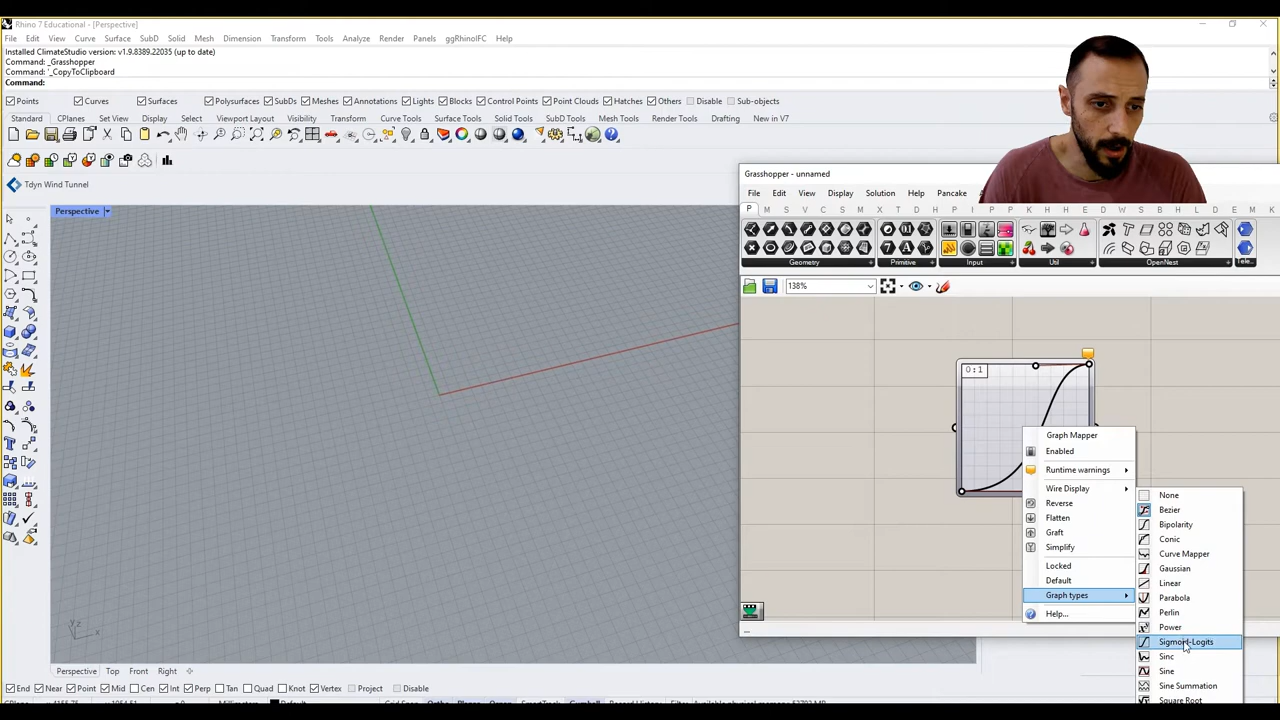 Rhino 7 Educational - [Perspective]
File Edit View Curve Surface SubD Solid Mesh Dimension Transform Tools Analyze Render Panels ggRhinoIFC Help
Installed ClimateStudio version: v1.9.8389.22035 (up to date)
Command: _Grasshopper
Command: '_CopyToClipboard
Command:
Points Curves Surfaces Polysurfaces SubDs Meshes Annotations Lights Blocks Control Points Point Clouds Hatches Others Disable Sub-objects
Standard CPlanes Set View Display Select Viewport Layout Visibility Transform Curve Tools Surface Tools Solid Tools SubD Tools Mesh Tools Render Tools Drafting New in V7
Tdyn Wind Tunnel
Perspective
Grasshopper - unnamed
File Edit View Display Solution Help Pancake
P M S V C S M X T D W H A P I P P K H E D S B P L D E M K
Geometry Primitive Input Util OpenNest Tele..
138%
0:1
Graph Mapper
Enabled
Runtime warnings
Wire Display
Reverse
Flatten
Graft
Simplify
Locked
Default
Graph types
Help...
None
Bezier
Bipolarity
Conic
Curve Mapper
Gaussian
Linear
Parabola
Perlin
Power
Sigmoid-Logits
Sinc
Sine
Sine Summation
Square Root
z x
Perspective Top Front Right
End Near Point Mid Cen Int Perp Tan Quad Knot Vertex Project Disable